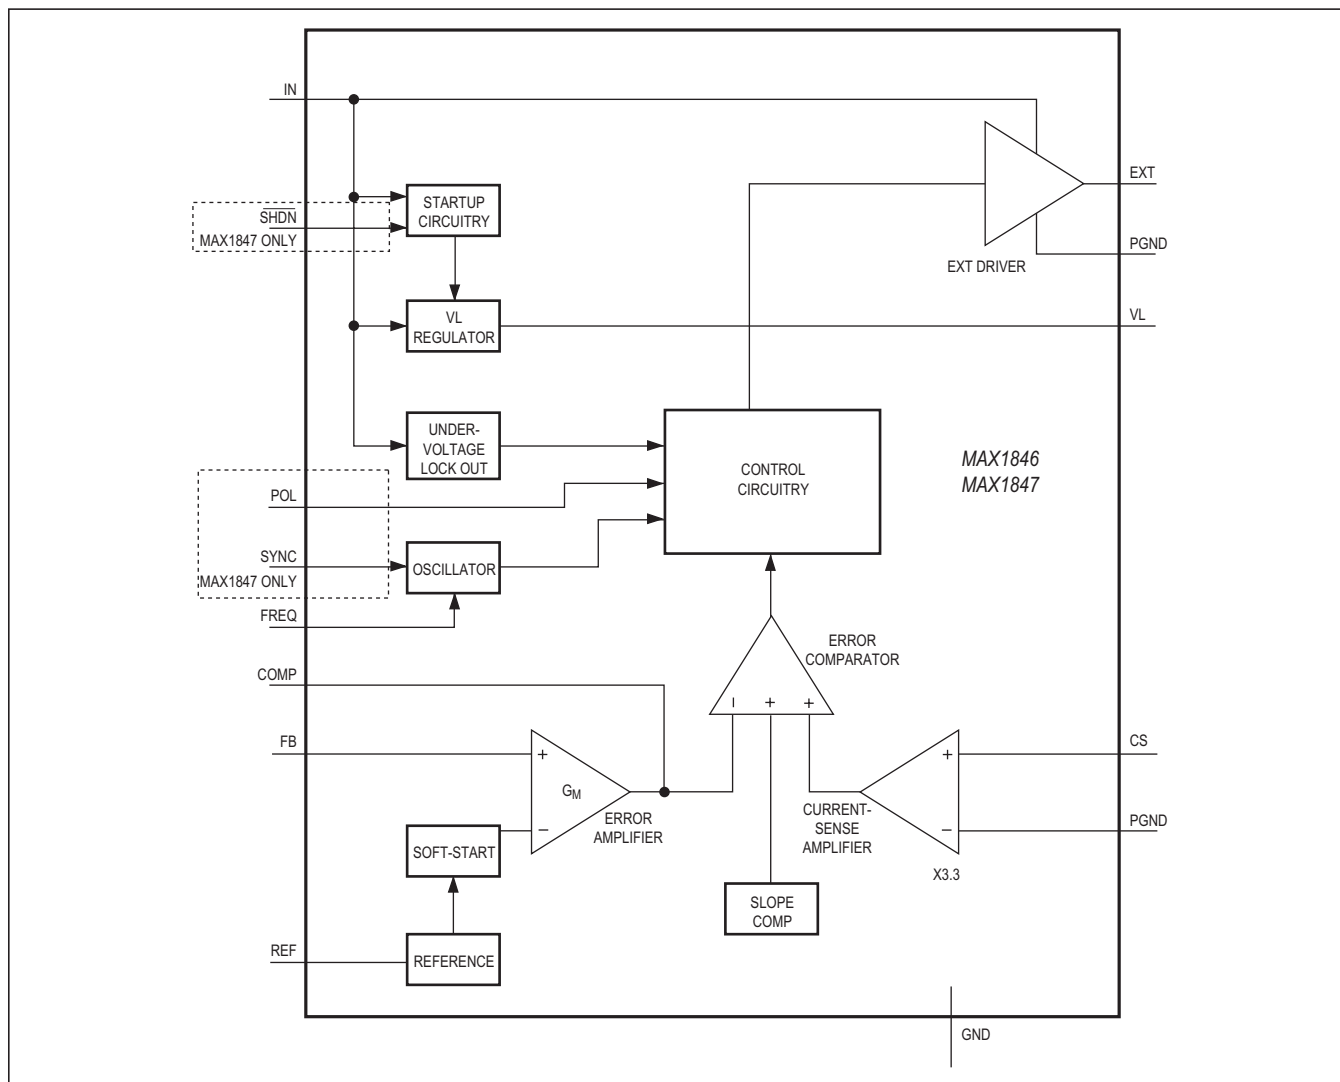 IN
STARTUP
CIRCUITRY
EXT
SHDN
MAX1847 ONLY
PGND
EXT DRIVER
VL
REGULATOR
VL
UNDER-
VOLTAGE
LOCK OUT
CONTROL
CIRCUITRY
MAX1846
MAX1847
POL
SYNC
MAX1847 ONLY
OSCILLATOR
FREQ
ERROR
COMPARATOR
COMP
– + +
FB
+
GM
–
ERROR
AMPLIFIER
CURRENT-
SENSE
AMPLIFIER
+
–
X3.3
CS
PGND
SOFT-START
SLOPE
COMP
REF
REFERENCE
GND